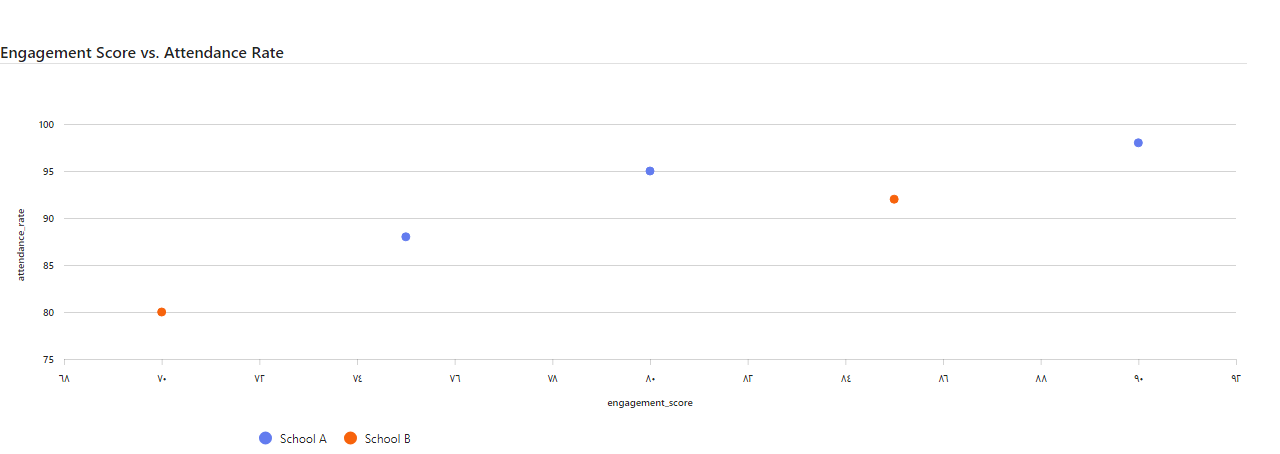 Engagement Score vs. Attendance Rate
100
95
90
85
80
75
attendance_rate
٦٨ ٧٠ ٧٢ ٧٤ ٧٦ ٧٨ ٨٠ ٨٢ ٨٤ ٨٦ ٨٨ ٩٠ ٩٢
engagement_score
School A School B